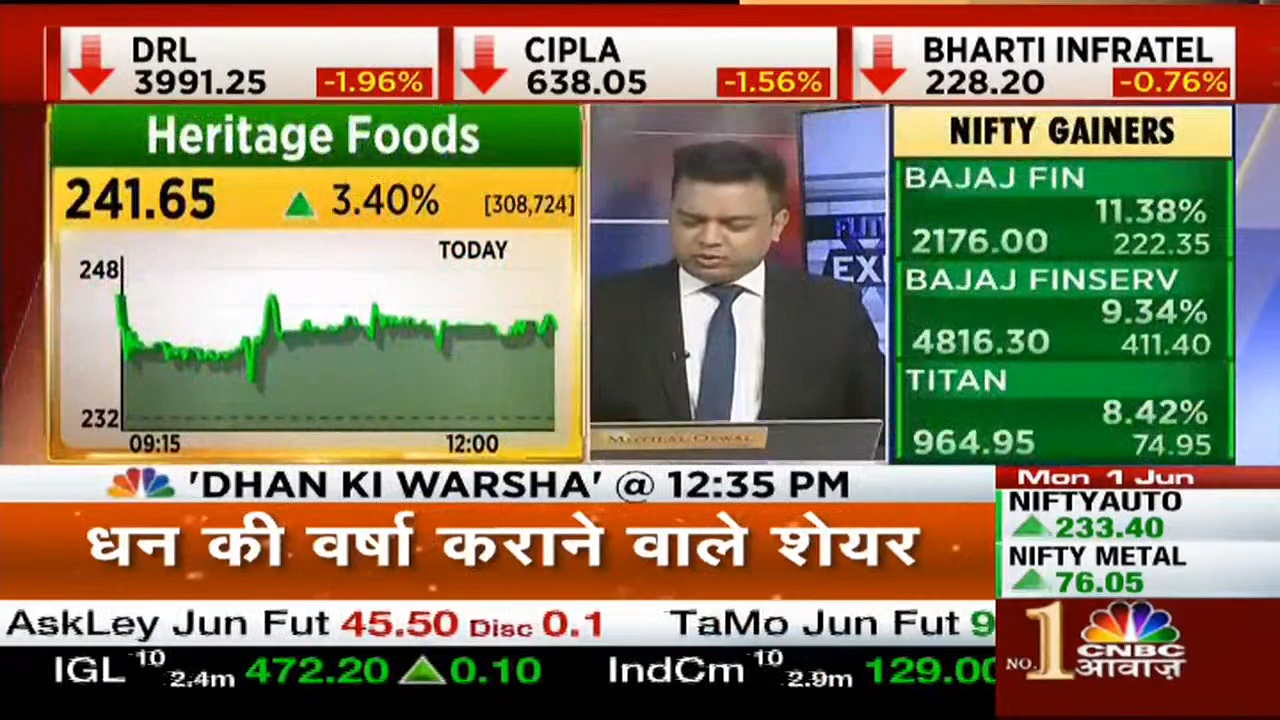 DRL
3991.25 -1.96%
CIPLA
638.05 -1.56%
BHARTI INFRATEL
228.20 -0.76%
Heritage Foods
241.65 3.40% [308,724]
TODAY
248
232
09:15 12:00
EX
MOTILAL OSWAL
NIFTY GAINERS
BAJAJ FIN
11.38%
2176.00 222.35
BAJAJ FINSERV
9.34%
4816.30 411.40
TITAN
8.42%
964.95 74.95
'DHAN KI WARSHA' @ 12:35 PM
धन की वर्षा कराने वाले शेयर
Mon 1 Jun
NIFTYAUTO
233.40
NIFTY METAL
76.05
AskLey Jun Fut 45.50 Disc 0.1 TaMo Jun Fut 9
IGL 10 2.4m 472.20 0.10 IndCm 10 2.9m 129.00
NO.1 CNBC
आवाज़